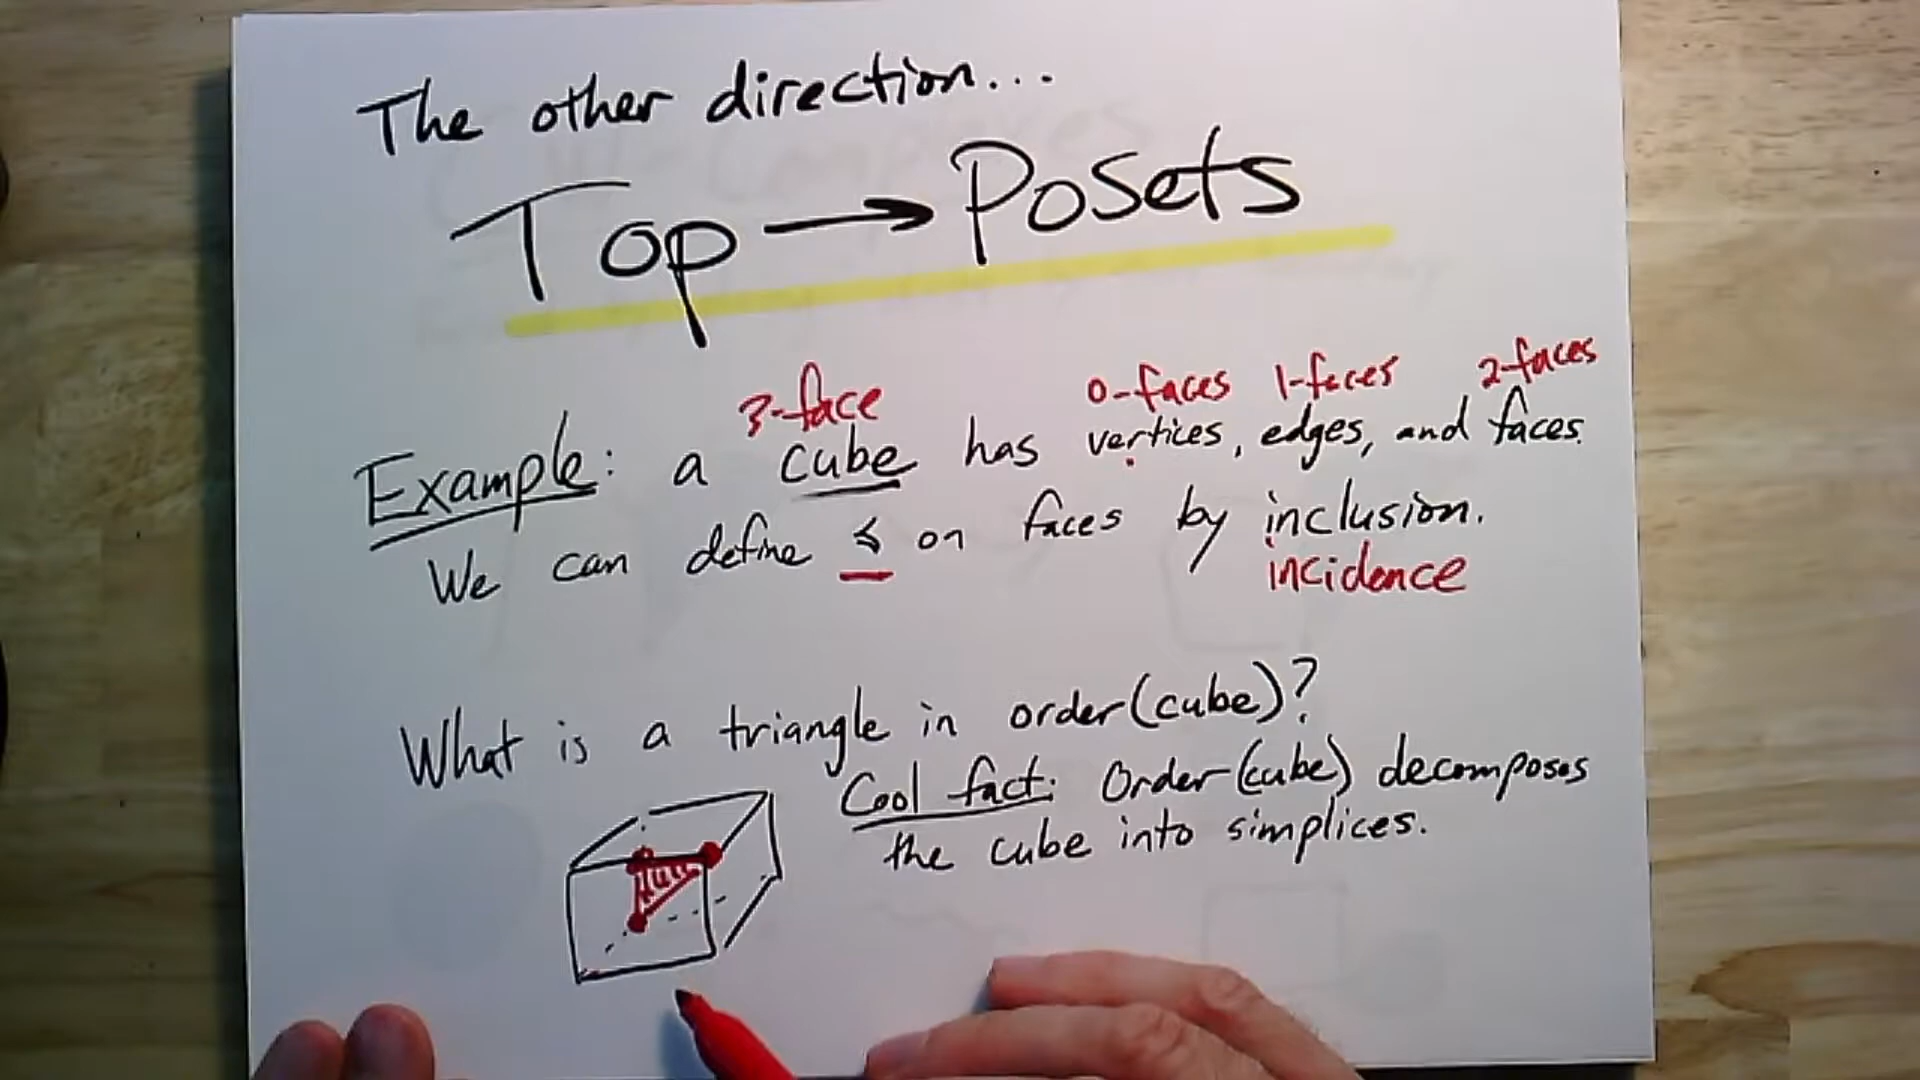 The other direction...
Top → Posets
3-face 0-faces 1-faces 2-faces
Example: a cube has vertices, edges, and faces.
We can define ≤ on faces by inclusion.
incidence
What is a triangle in order(cube)?
Cool fact: Order(cube) decomposes
the cube into simplices.